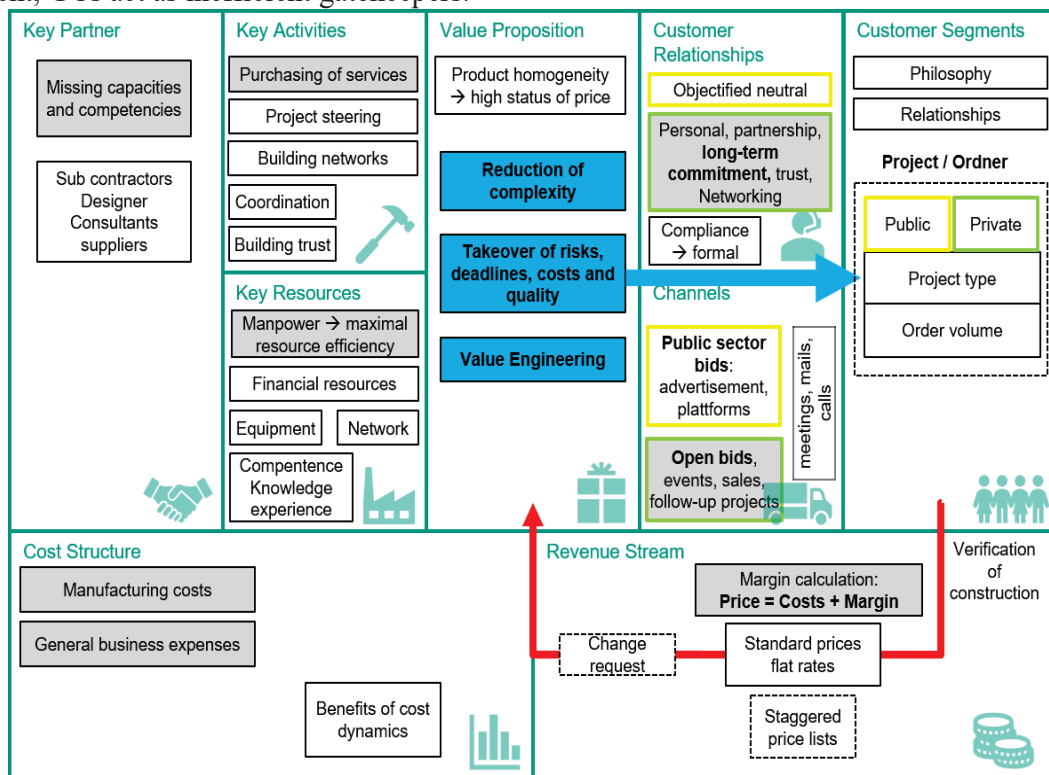 Key Partner
Missing capacities
and competencies
Sub contractors
Designer
Consultants
suppliers
Key Activities
Purchasing of services
Project steering
Building networks
Coordination
Building trust
Key Resources
Manpower → maximal
resource efficiency
Financial resources
Equipment
Network
Compentence
Knowledge
experience
Value Proposition
Product homogeneity
→ high status of price
Reduction of
complexity
Takeover of risks,
deadlines, costs and
quality
Value Engineering
Customer
Relationships
Objectified neutral
Personal, partnership,
long-term
commitment, trust,
Networking
Compliance
→ formal
Channels
Public sector
bids:
advertisement,
plattforms
Open bids,
events, sales,
follow-up projects
meetings, mails,
calls
Customer Segments
Philosophy
Relationships
Project / Ordner
Public
Private
Project type
Order volume
Cost Structure
Manufacturing costs
General business expenses
Benefits of cost
dynamics
Revenue Stream
Margin calculation:
Price = Costs + Margin
Change
request
Standard prices
flat rates
Staggered
price lists
Verification
of
construction